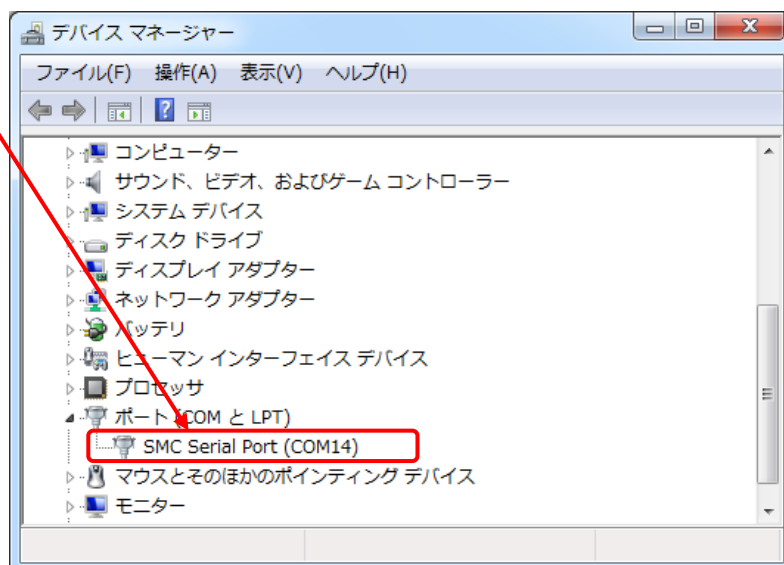 デバイス マネージャー
ファイル(F) 操作(A) 表示(V) ヘルプ(H)
コンピューター
サウンド、ビデオ、およびゲーム コントローラー
システム デバイス
ディスク ドライブ
ディスプレイ アダプター
ネットワーク アダプター
バッテリ
ヒューマン インターフェイス デバイス
プロセッサ
ポート (COM と LPT)
SMC Serial Port (COM14)
マウスとそのほかのポインティング デバイス
モニター